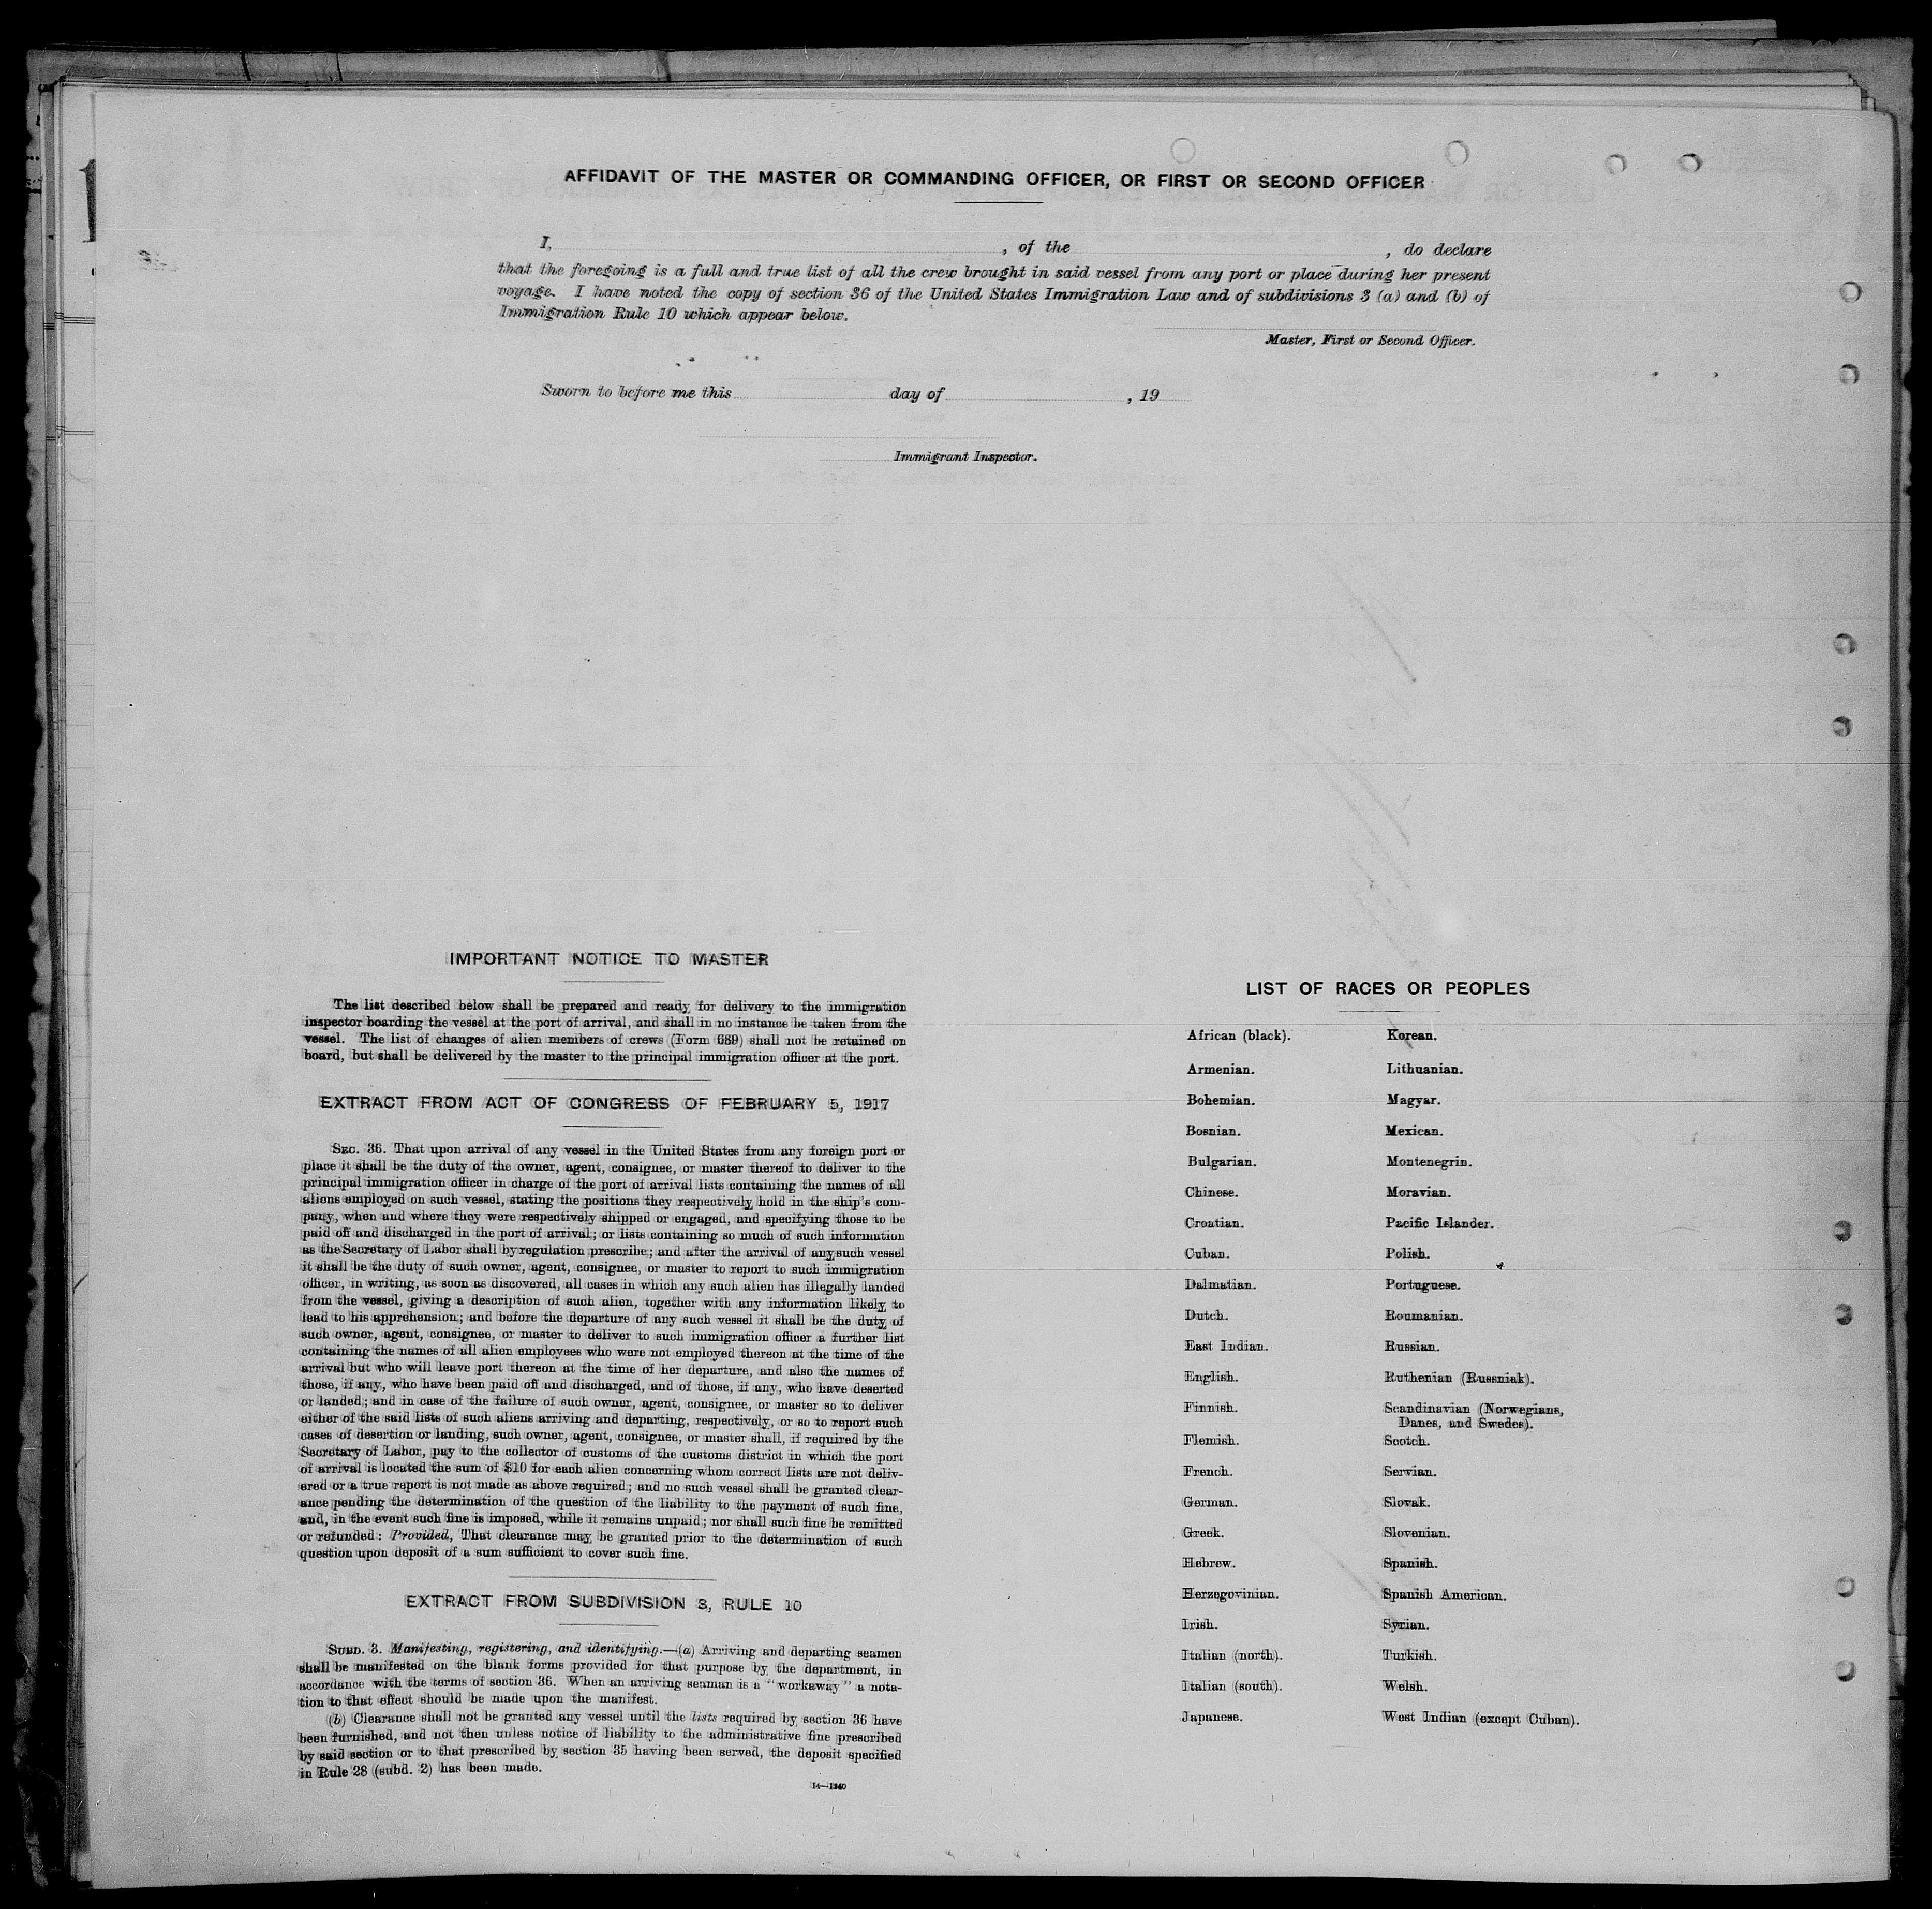 AFFIDAVIT OF THE MASTER OR COMMANDING OFFICER, OR FIRST OR SECOND OFFICER
I, , of the , do declare
that the foregoing is a full and true list of all the crew brought in said vessel from any port or place during her present
voyage. I have noted the copy of section 36 of the United States Immigration Law and of subdivisions 3 (a) and (b) of
Immigration Rule 10 which appear below.
Master, First or Second Officer.
Sworn to before me this day of , 19
Immigrant Inspector.
IMPORTANT NOTICE TO MASTER
The list described below shall be prepared and ready for delivery to the immigration
inspector boarding the vessel at the port of arrival, and shall in no instance be taken from the
vessel. The list of changes of alien members of crews (Form 689) shall not be retained on
board, but shall be delivered by the master to the principal immigration officer at the port.
EXTRACT FROM ACT OF CONGRESS OF FEBRUARY 5, 1917
SEC. 36. That upon arrival of any vessel in the United States from any foreign port or
place it shall be the duty of the owner, agent, consignee, or master thereof to deliver to the
principal immigration officer in charge of the port of arrival lists containing the names of all
aliens employed on such vessel, stating the positions they respectively hold in the ship's com-
pany, when and where they were respectively shipped or engaged, and specifying those to be
paid off and discharged in the port of arrival; or lists containing so much of such information
as the Secretary of Labor shall by regulation prescribe; and after the arrival of any such vessel
it shall be the duty of such owner, agent, consignee, or master to report to such immigration
officer, in writing, as soon as discovered, all cases in which any such alien has illegally landed
from the vessel, giving a description of such alien, together with any information likely to
lead to his apprehension; and before the departure of any such vessel it shall be the duty of
such owner, agent, consignee, or master to deliver to such immigration officer a further list
containing the names of all alien employees who were not employed thereon at the time of the
arrival but who will leave port thereon at the time of her departure, and also the names of
those, if any, who have been paid off and discharged, and of those, if any, who have deserted
or landed; and in case of the failure of such owner, agent, consignee, or master so to deliver
either of the said lists of such aliens arriving and departing, respectively, or so to report such
cases of desertion or landing, such owner, agent, consignee, or master shall, if required by the
Secretary of Labor, pay to the collector of customs of the customs district in which the port
of arrival is located the sum of $10 for each alien concerning whom correct lists are not deliv-
ered or a true report is not made as above required; and no such vessel shall be granted clear-
ance pending the determination of the question of the liability to the payment of such fine,
and, in the event such fine is imposed, while it remains unpaid; nor shall such fine be remitted
or refunded: Provided, That clearance may be granted prior to the determination of such
question upon deposit of a sum sufficient to cover such fine.
EXTRACT FROM SUBDIVISION 3, RULE 10
SUBD. 3. Manifesting, registering, and identifying.—(a) Arriving and departing seamen
shall be manifested on the blank forms provided for that purpose by the department, in
accordance with the terms of section 36. When an arriving seaman is a "workaway" a nota-
tion to that effect should be made upon the manifest.
(b) Clearance shall not be granted any vessel until the lists required by section 36 have
been furnished, and not then unless notice of liability to the administrative fine prescribed
by said section or to that prescribed by section 35 having been served, the deposit specified
in Rule 28 (subd. 2) has been made.
14—1240
LIST OF RACES OR PEOPLES
African (black).
Armenian.
Bohemian.
Bosnian.
Bulgarian.
Chinese.
Croatian.
Cuban.
Dalmatian.
Dutch.
East Indian.
English.
Finnish.
Flemish.
French.
German.
Greek.
Hebrew.
Herzegovinian.
Irish.
Italian (north).
Italian (south).
Japanese.
Korean.
Lithuanian.
Magyar.
Mexican.
Montenegrin.
Moravian.
Pacific Islander.
Polish.
Portuguese.
Roumanian.
Russian.
Ruthenian (Russniak).
Scandinavian (Norwegians,
Danes, and Swedes).
Scotch.
Servian.
Slovak.
Slovenian.
Spanish.
Spanish American.
Syrian.
Turkish.
Welsh.
West Indian (except Cuban).